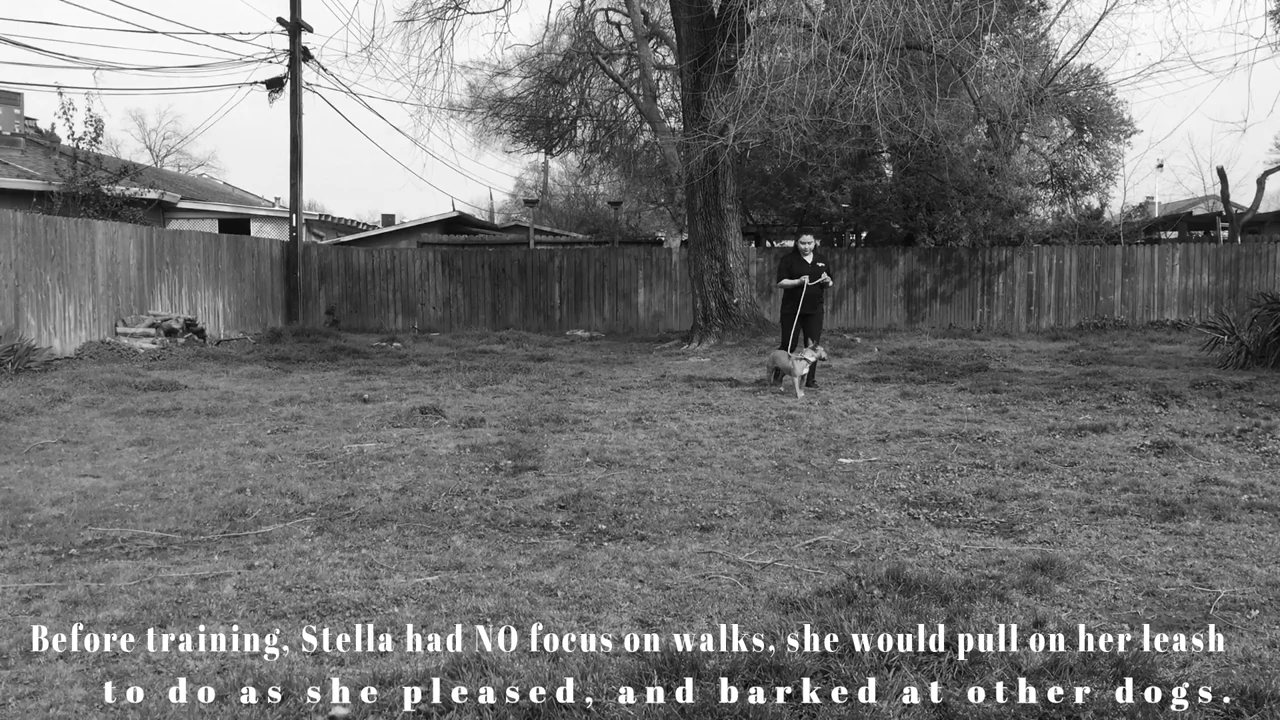 Before training, Stella had NO focus on walks, she would pull on her leash
to do as she pleased, and barked at other dogs.